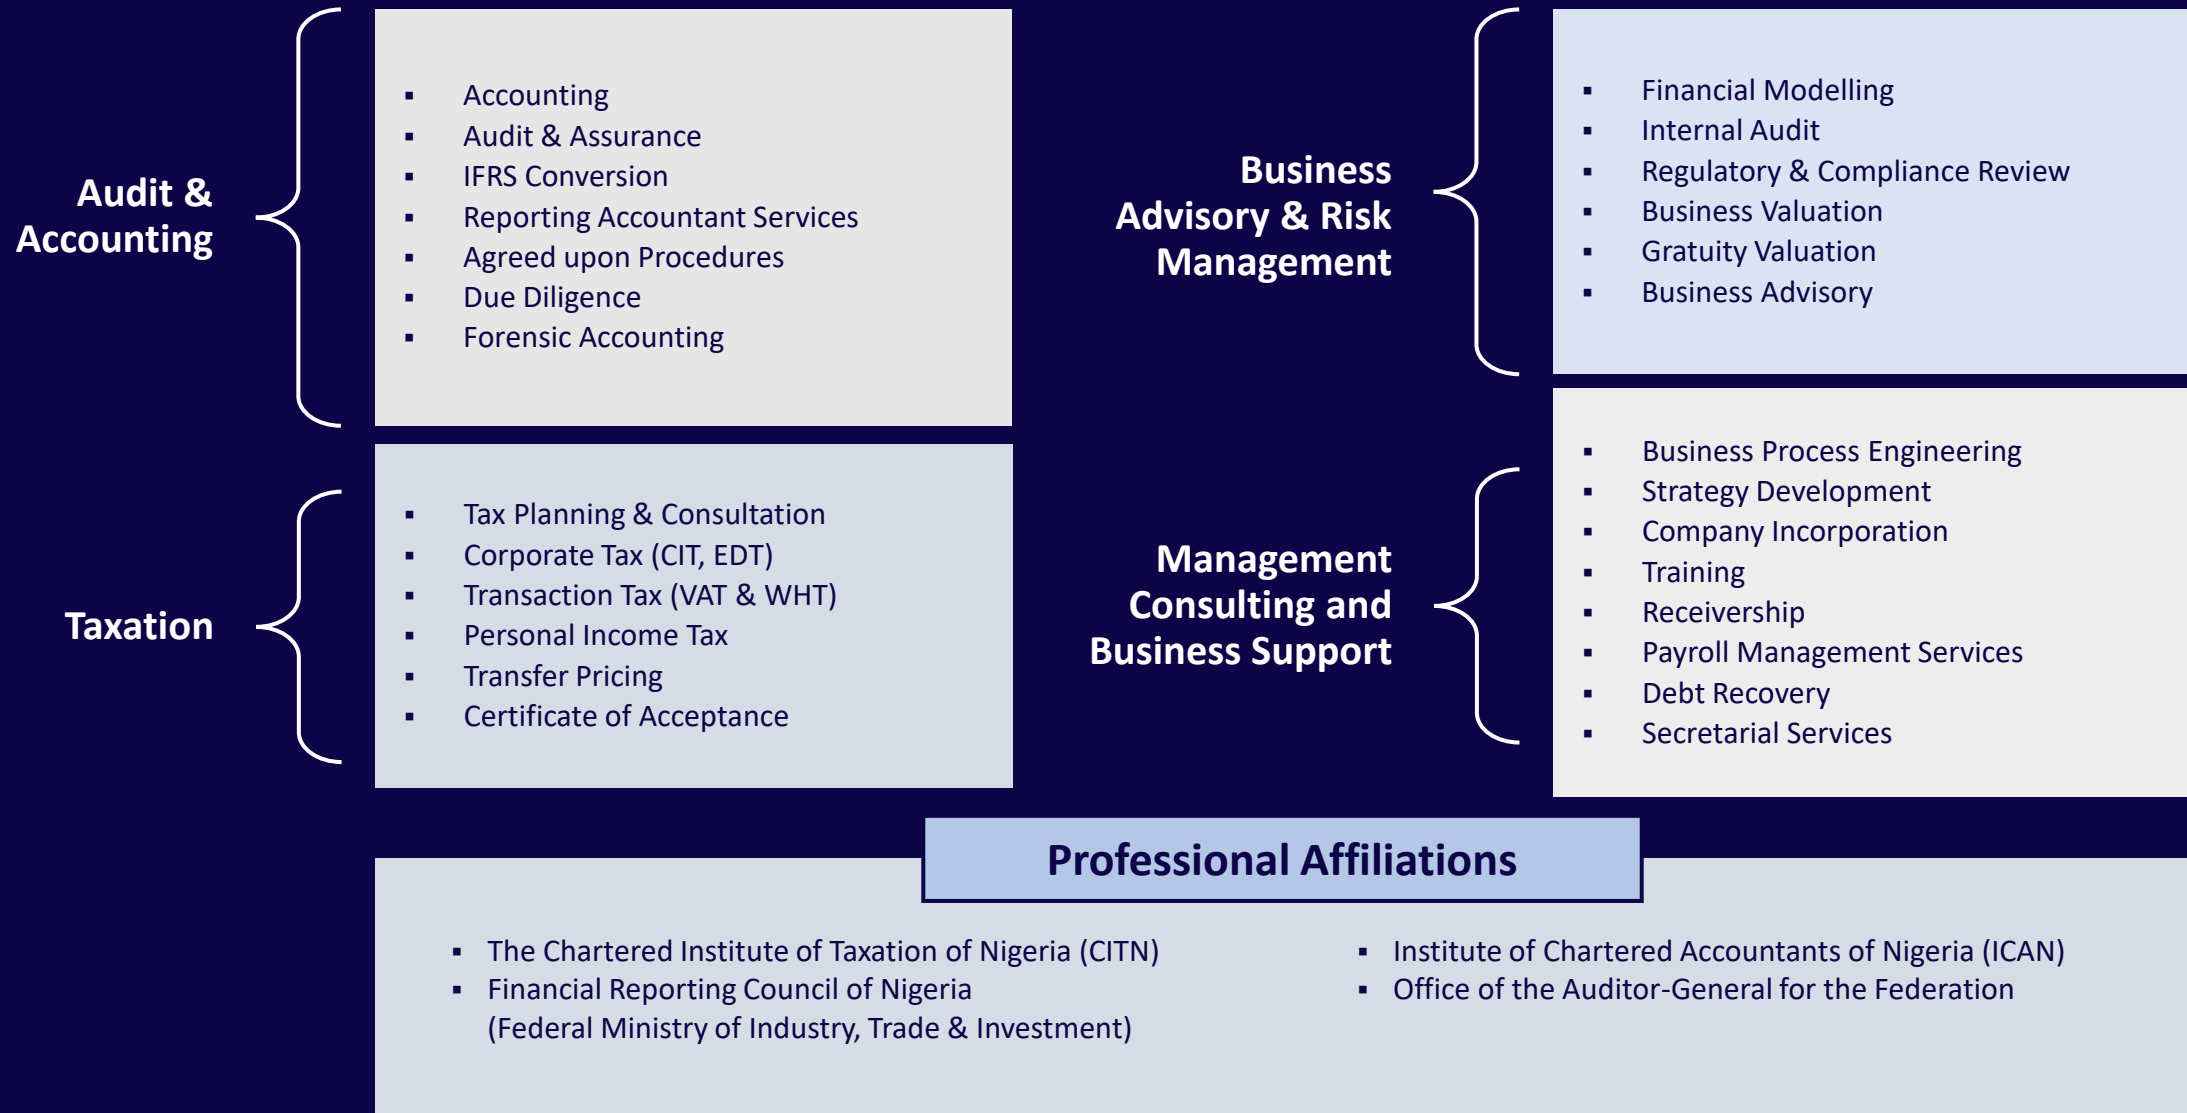 Audit &
Accounting
▪ Accounting
▪ Audit & Assurance
▪ IFRS Conversion
▪ Reporting Accountant Services
▪ Agreed upon Procedures
▪ Due Diligence
▪ Forensic Accounting
Taxation
▪ Tax Planning & Consultation
▪ Corporate Tax (CIT, EDT)
▪ Transaction Tax (VAT & WHT)
▪ Personal Income Tax
▪ Transfer Pricing
▪ Certificate of Acceptance
Business
Advisory & Risk
Management
▪ Financial Modelling
▪ Internal Audit
▪ Regulatory & Compliance Review
▪ Business Valuation
▪ Gratuity Valuation
▪ Business Advisory
Management
Consulting and
Business Support
▪ Business Process Engineering
▪ Strategy Development
▪ Company Incorporation
▪ Training
▪ Receivership
▪ Payroll Management Services
▪ Debt Recovery
▪ Secretarial Services
Professional Affiliations
▪ The Chartered Institute of Taxation of Nigeria (CITN)
▪ Financial Reporting Council of Nigeria
(Federal Ministry of Industry, Trade & Investment)
▪ Institute of Chartered Accountants of Nigeria (ICAN)
▪ Office of the Auditor-General for the Federation